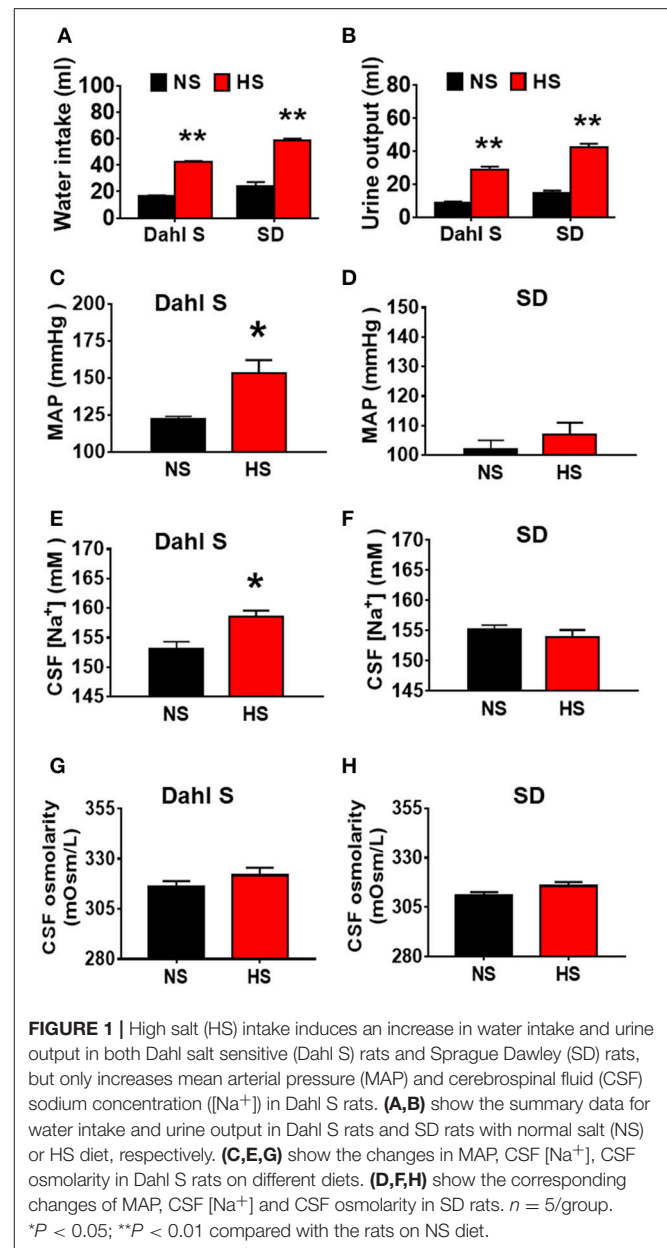 A
B
NS HS
NS HS
Water intake (ml)
100
80
60
40
20
0
**
**
Dahl S SD
Urine output (ml)
80
60
40
20
0
**
**
Dahl S SD
C
Dahl S
MAP (mmHg )
200
175
150
125
100
*
NS HS
D
SD
MAP (mmHg )
150
140
130
120
110
100
NS HS
E
Dahl S
CSF [Na+] (mM )
170
165
160
155
150
145
*
NS HS
F
SD
CSF [Na+] (mM )
170
165
160
155
150
145
NS HS
G
Dahl S
CSF osmolarity
(mOsm/L)
355
330
305
280
NS HS
H
SD
CSF osmolarity
(mOsm/L)
355
330
305
280
NS HS
FIGURE 1 | High salt (HS) intake induces an increase in water intake and urine
output in both Dahl salt sensitive (Dahl S) rats and Sprague Dawley (SD) rats,
but only increases mean arterial pressure (MAP) and cerebrospinal fluid (CSF)
sodium concentration ([Na+]) in Dahl S rats. (A,B) show the summary data for
water intake and urine output in Dahl S rats and SD rats with normal salt (NS)
or HS diet, respectively. (C,E,G) show the changes in MAP, CSF [Na+], CSF
osmolarity in Dahl S rats on different diets. (D,F,H) show the corresponding
changes of MAP, CSF [Na+] and CSF osmolarity in SD rats. n = 5/group.
*P < 0.05; **P < 0.01 compared with the rats on NS diet.